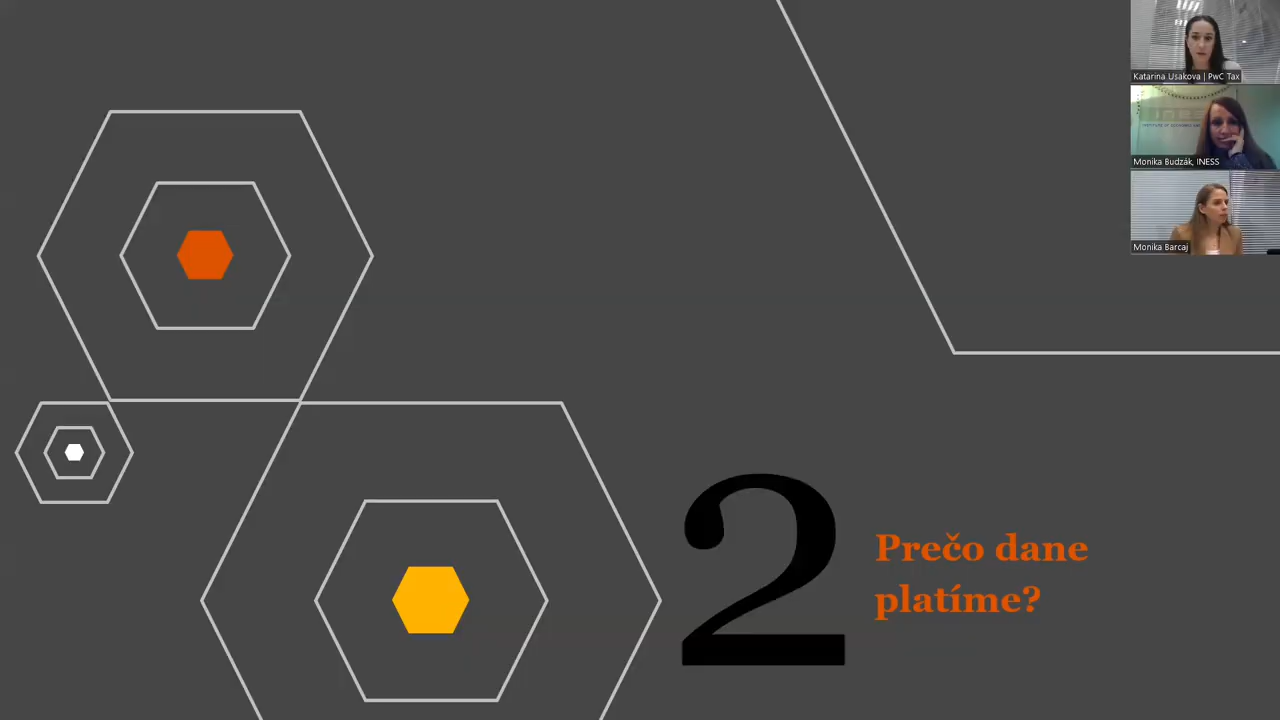 Katarina Usakova | PwC Tax
Monika Budzák, INESS
Monika Barcaj
2
Prečo dane
platíme?